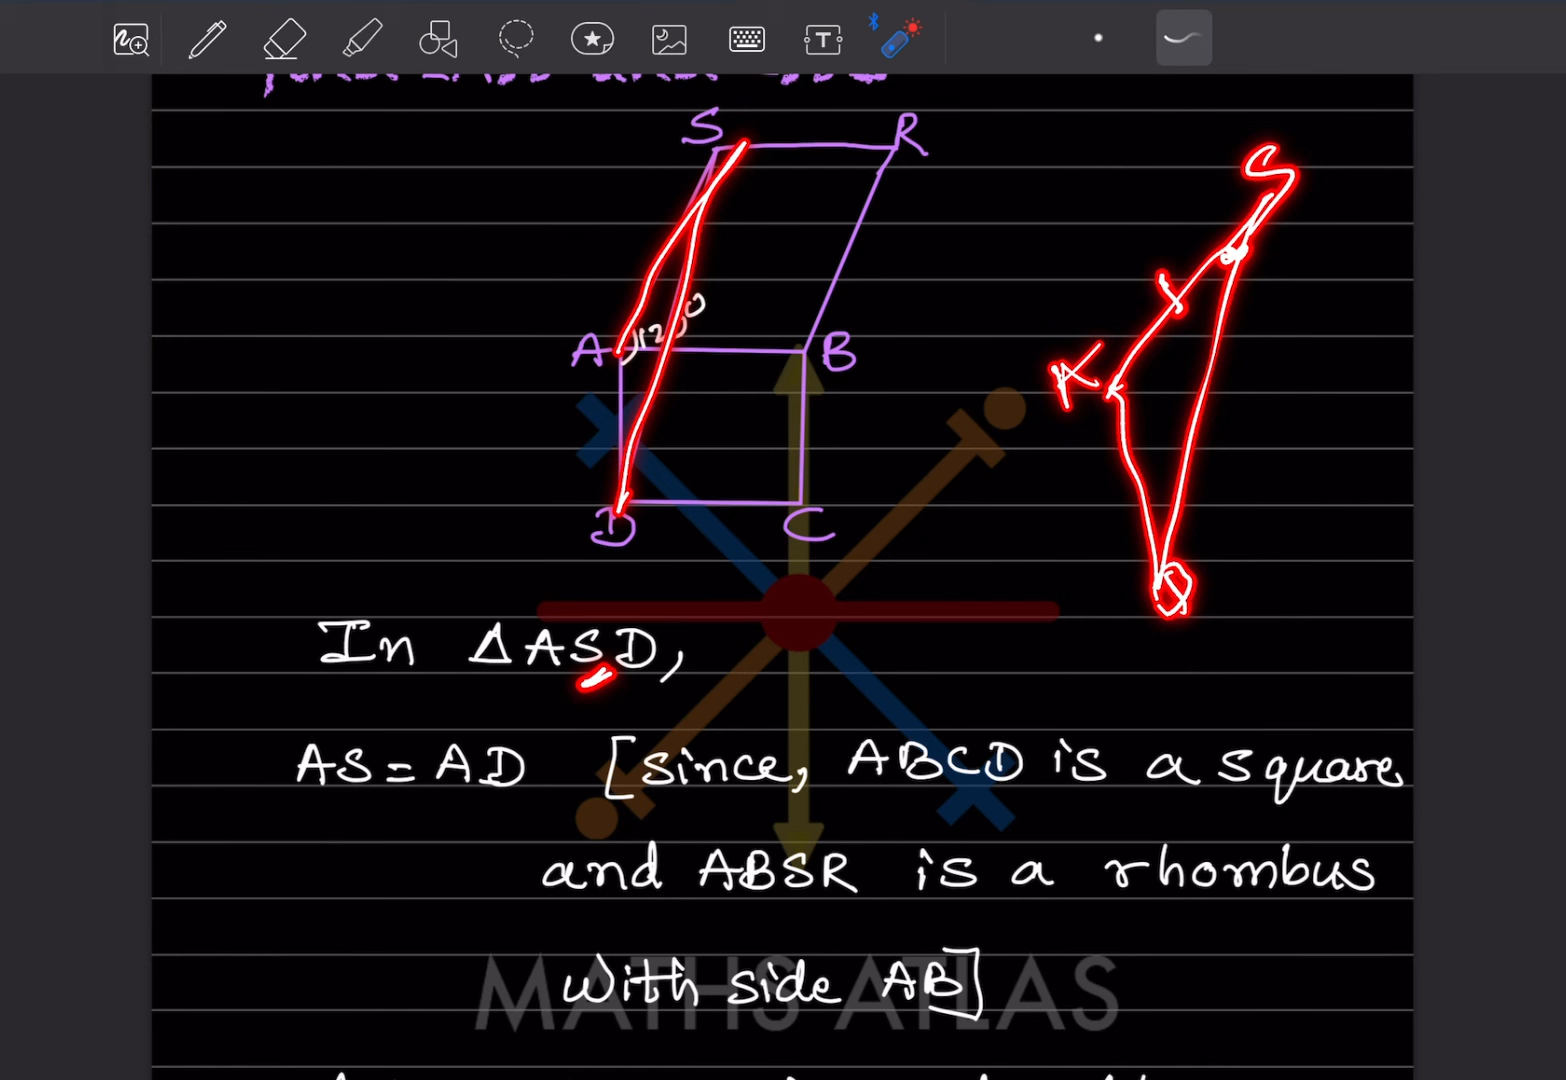 S R
S
A 120 B
A
D C
In ΔASD,
AS = AD [since, ABCD is a square
and ABSR is a rhombus
with side AB]
MATHS ATLAS